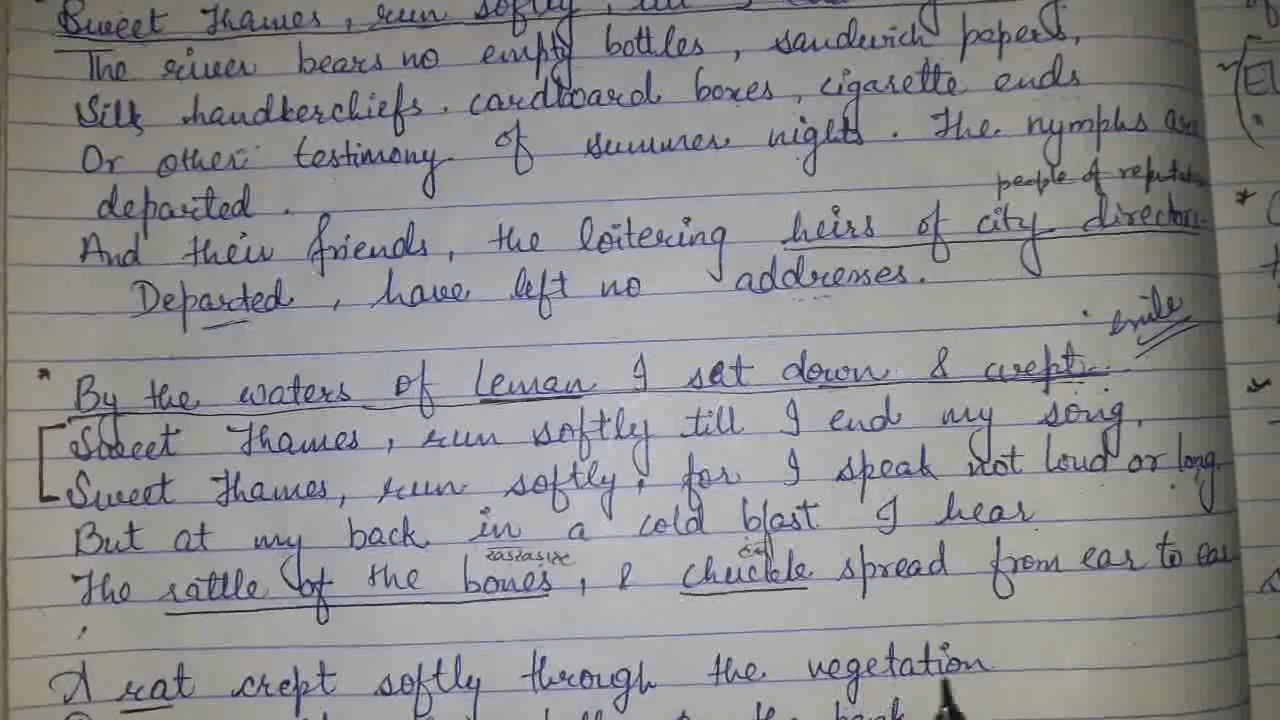 Sweet Thames, run softly, till I
The river bears no empty bottles, sandwich papers,
Silk handkerchiefs. cardboard boxes, cigarette ends
Or other testimony of summer nights. The nymphs are
departed.
people of reputation
And their friends, the loitering heirs of city directors.
Departed, have left no addresses.
exile
* By the waters of leman I sat down & wept.
Sweet Thames, run softly till I end my song,
Sweet Thames, run softly, for I speak not loud or long.
But at my back in a cold blast I hear
The rattle of the bones, & chuckle spread from ear to ear
A rat crept softly through the vegetation